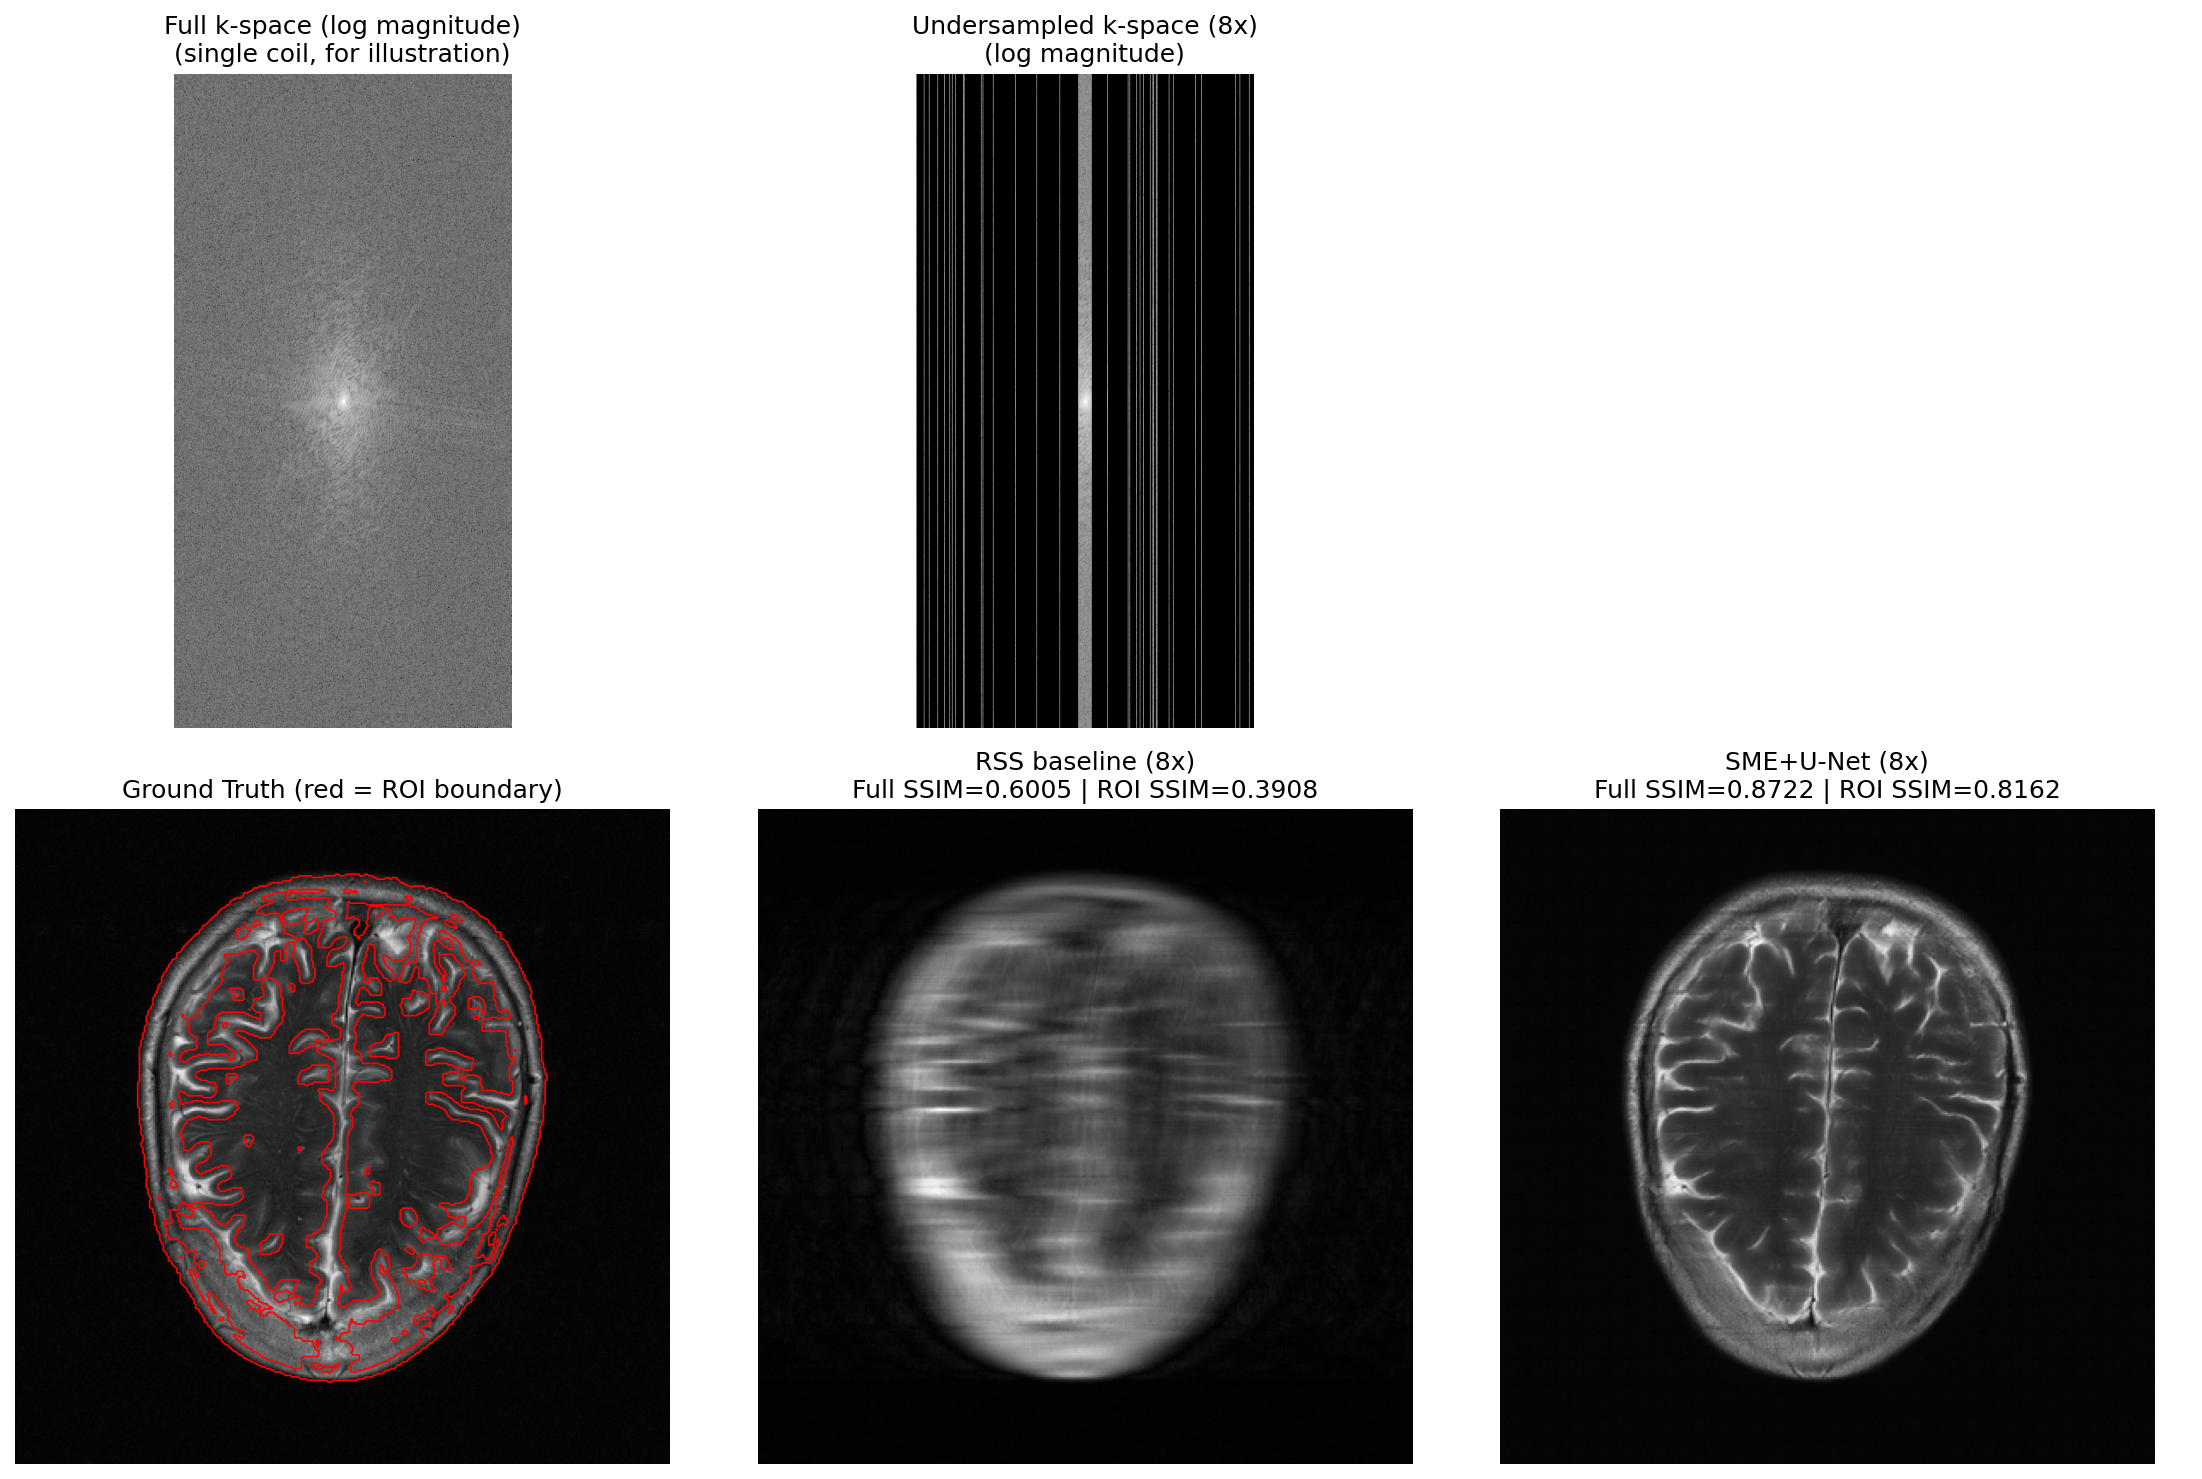 Full k-space (log magnitude)
(single coil, for illustration)
Undersampled k-space (8x)
(log magnitude)
Ground Truth (red = ROI boundary)
RSS baseline (8x)
Full SSIM=0.6005 | ROI SSIM=0.3908
SME+U-Net (8x)
Full SSIM=0.8722 | ROI SSIM=0.8162